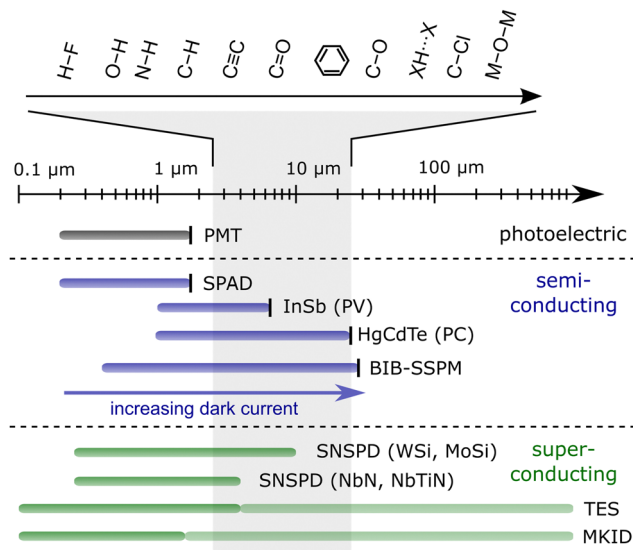 H-F O-H N-H C-H C≡C C=O C-O XH···X C-Cl M-O-M
0.1 µm 1 µm 10 µm 100 µm
PMT photoelectric
SPAD semi-
InSb (PV) conducting
HgCdTe (PC)
BIB-SSPM
increasing dark current
SNSPD (WSi, MoSi) super-
SNSPD (NbN, NbTiN) conducting
TES
MKID